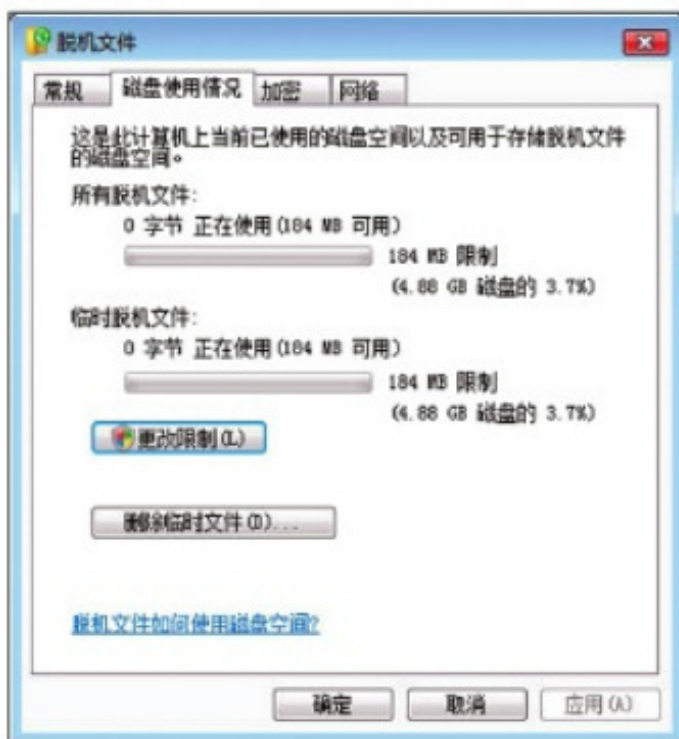 脱机文件
常规 磁盘使用情况 加密 网络
这是此计算机上当前已使用的磁盘空间以及可用于存储脱机文件
的磁盘空间。
所有脱机文件:
0 字节 正在使用(184 MB 可用)
184 MB 限制
(4.88 GB 磁盘的 3.7%)
临时脱机文件:
0 字节 正在使用(184 MB 可用)
184 MB 限制
(4.88 GB 磁盘的 3.7%)
更改限制(L)
删除临时文件(D)...
脱机文件如何使用磁盘空间?
确定 取消 应用(A)